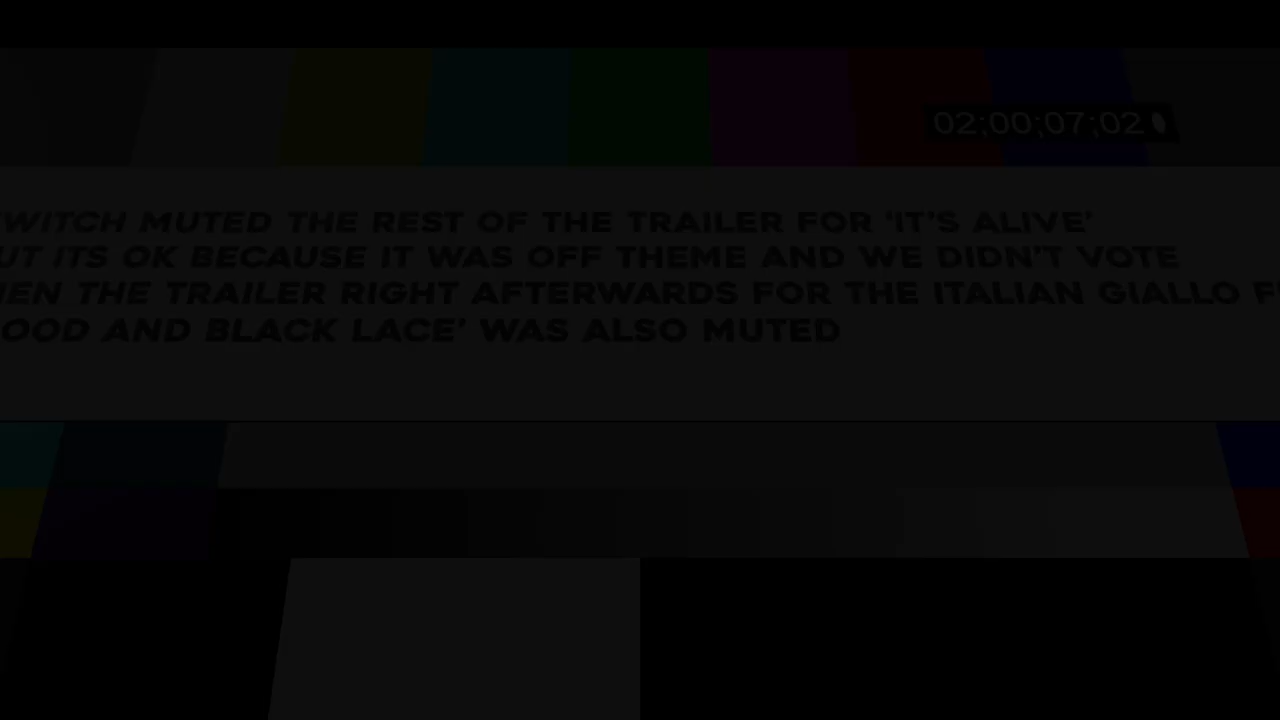 02;00;07;02
WITCH MUTED THE REST OF THE TRAILER FOR 'IT'S ALIVE'
UT ITS OK BECAUSE IT WAS OFF THEME AND WE DIDN'T VOTE
EN THE TRAILER RIGHT AFTERWARDS FOR THE ITALIAN GIALLO F
OOD AND BLACK LACE' WAS ALSO MUTED